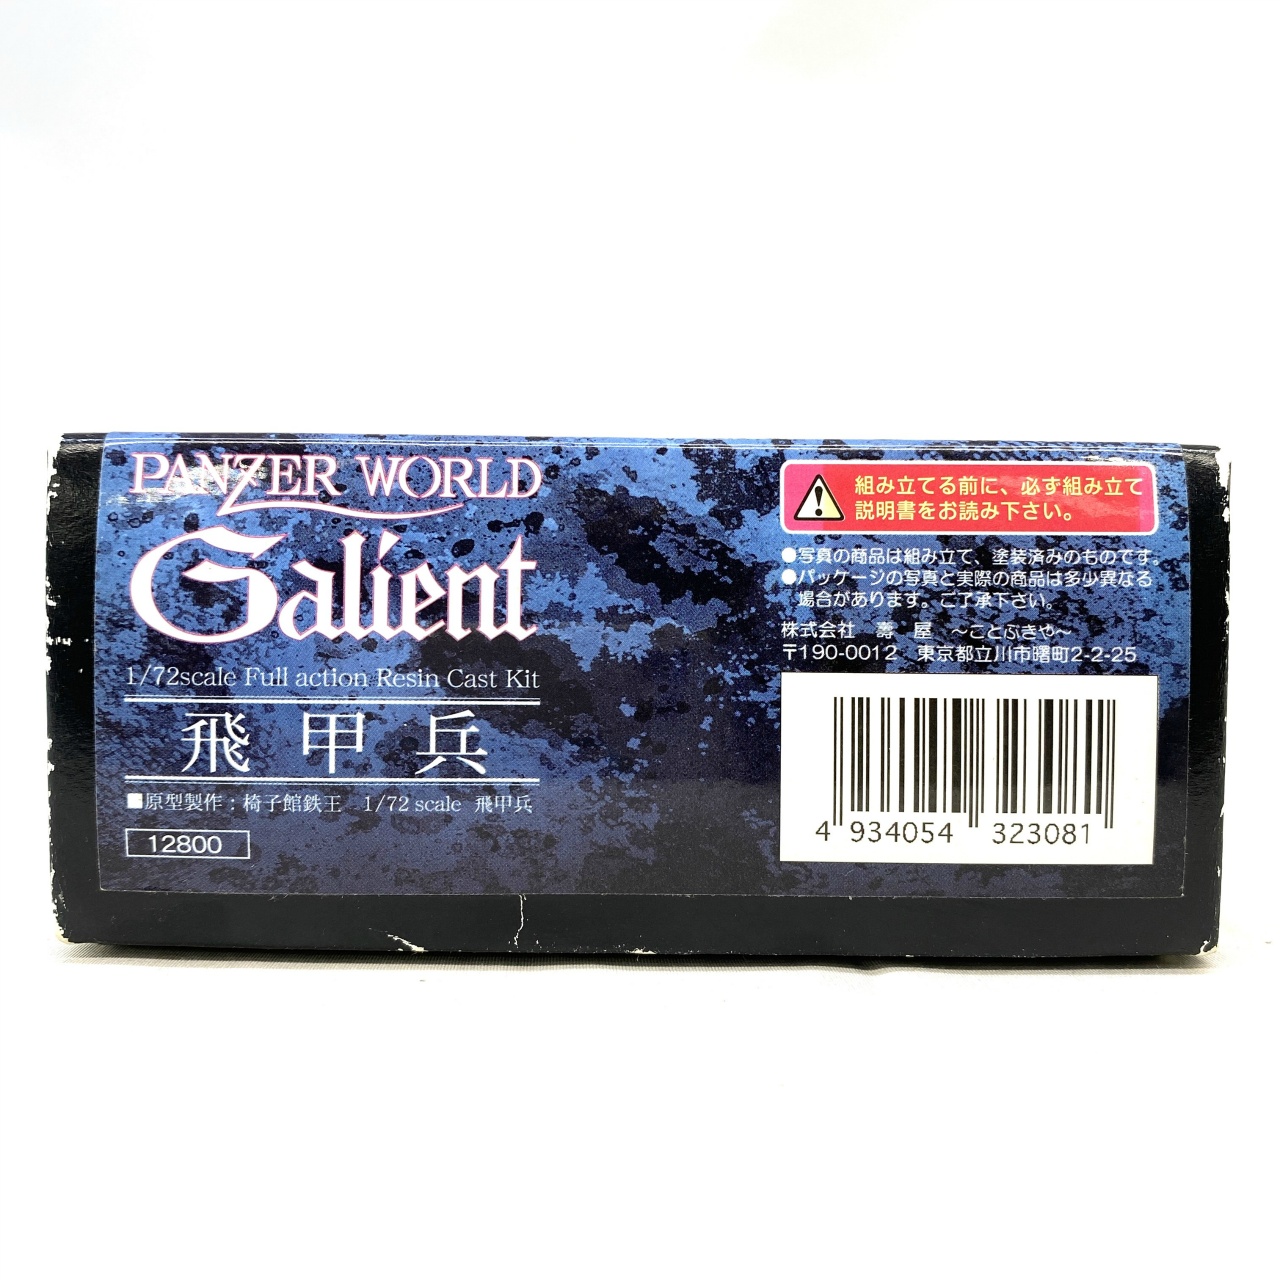 PANZER WORLD
Galient
1/72scale Full action Resin Cast Kit
飛甲兵
■原型製作：椅子館鉄王 1/72 scale 飛甲兵
12800
組み立てる前に、必ず組み立て
説明書をお読み下さい。
●写真の商品は組み立て、塗装済みのものです。
●パッケージの写真と実際の商品は多少異なる
場合があります。ご了承下さい。
株式会社 壽 屋 〜ことぶきや〜
〒190-0012 東京都立川市曙町2-2-25
4 934054 323081